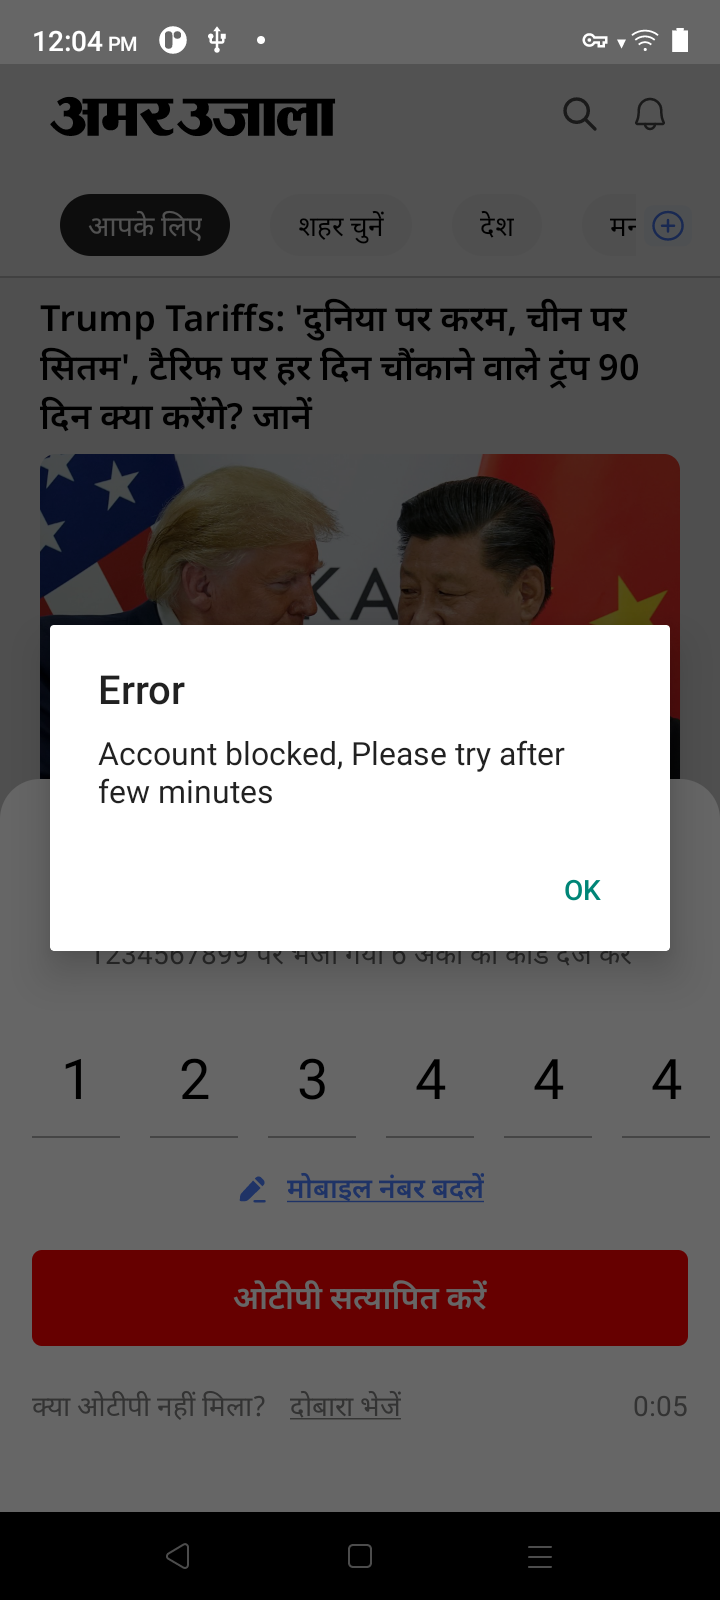 12:04 PM
अमर उजाला
आपके लिए
शहर चुनें
देश
Trump Tariffs: 'दुनिया पर करम, चीन पर
सितम', टैरिफ पर हर दिन चौंकाने वाले ट्रंप 90
दिन क्या करेंगे? जानें
KA
Error
Account blocked, Please try after
few minutes
OK
1234567899 पर भेजा गया 6 अंकों का कोड दर्ज करें
1 2 3 4 4 4
मोबाइल नंबर बदलें
ओटीपी सत्यापित करें
क्या ओटीपी नहीं मिला? दोबारा भेजें 0:05